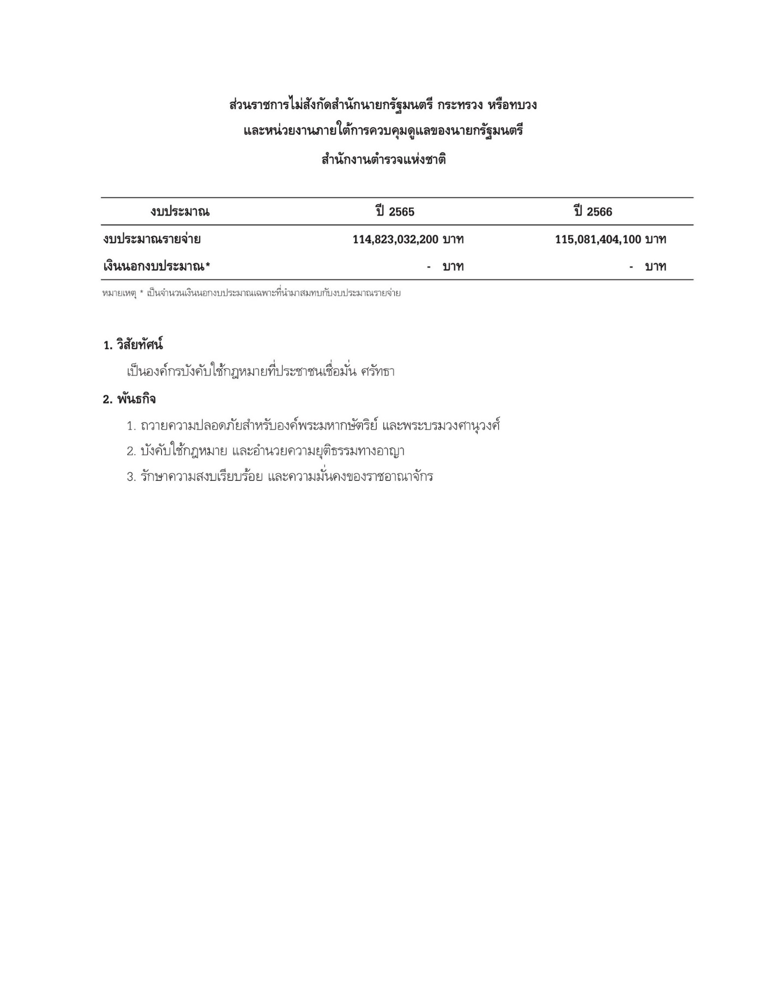 ส่วนราชการไม่สังกัดสำนักนายกรัฐมนตรี กระทรวง หรือทบวง
และหน่วยงานภายใต้การควบคุมดูแลของนายกรัฐมนตรี
สำนักงานตำรวจแห่งชาติ
งบประมาณ ปี 2565 ปี 2566
งบประมาณรายจ่าย 114,823,032,200 บาท 115,081,404,100 บาท
เงินนอกงบประมาณ* - บาท - บาท
หมายเหตุ * เป็นจำนวนเงินนอกงบประมาณเฉพาะที่นำมาสมทบกับงบประมาณรายจ่าย
1. วิสัยทัศน์
เป็นองค์กรบังคับใช้กฎหมายที่ประชาชนเชื่อมั่น ศรัทธา
2. พันธกิจ
1. ถวายความปลอดภัยสำหรับองค์พระมหากษัตริย์ และพระบรมวงศานุวงศ์
2. บังคับใช้กฎหมาย และอำนวยความยุติธรรมทางอาญา
3. รักษาความสงบเรียบร้อย และความมั่นคงของราชอาณาจักร